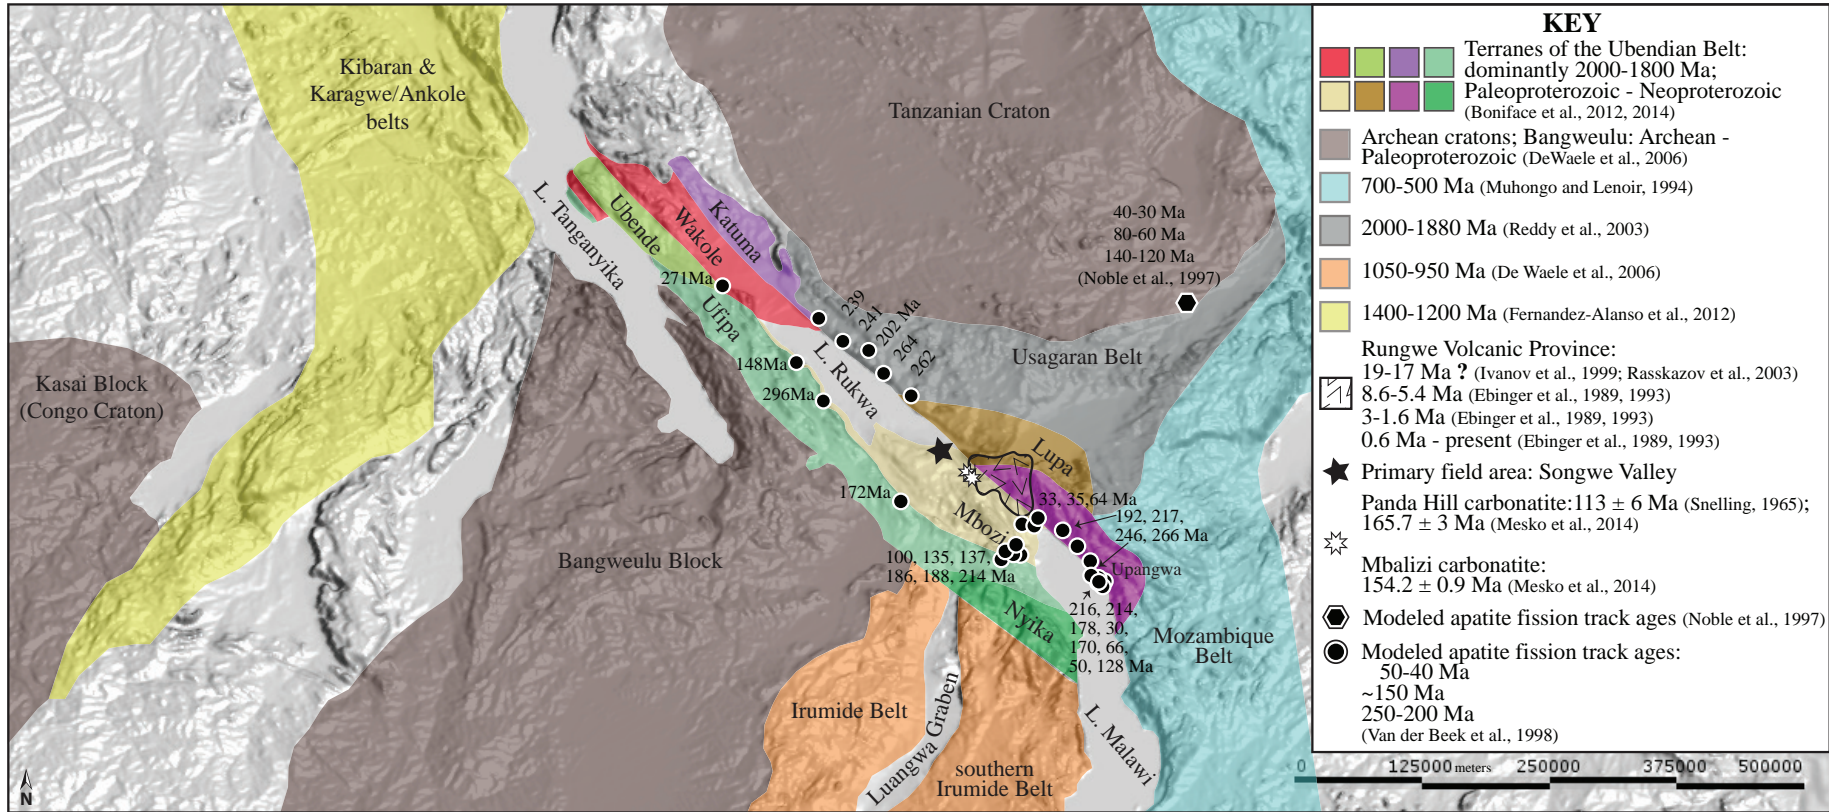 Kibaran &
Karagwe/Ankole
belts
Tanzanian Craton
L. Tanganyika
Ubende
Wakole
Katuma
40-30 Ma
80-60 Ma
140-120 Ma
(Noble et al., 1997)
271Ma
Ufipa
239
241
202 Ma
264
262
Usagaran Belt
148Ma
L. Rukwa
296Ma
Kasai Block
(Congo Craton)
Lupa
172Ma
Mbozi
33, 35,64 Ma
192, 217,
246, 266 Ma
Bangweulu Block
100, 135, 137,
186, 188, 214 Ma
Upangwa
Nyika
216, 214,
178, 30,
170, 66,
50, 128 Ma
Mozambique
Belt
Irumide Belt
Luangwa Graben
southern
Irumide Belt
L. Malawi
N
KEY
Terranes of the Ubendian Belt:
dominantly 2000-1800 Ma;
Paleoproterozoic - Neoproterozoic
(Boniface et al., 2012, 2014)
Archean cratons; Bangweulu: Archean -
Paleoproterozoic (DeWaele et al., 2006)
700-500 Ma (Muhongo and Lenoir, 1994)
2000-1880 Ma (Reddy et al., 2003)
1050-950 Ma (De Waele et al., 2006)
1400-1200 Ma (Fernandez-Alanso et al., 2012)
Rungwe Volcanic Province:
19-17 Ma ? (Ivanov et al., 1999; Rasskazov et al., 2003)
8.6-5.4 Ma (Ebinger et al., 1989, 1993)
3-1.6 Ma (Ebinger et al., 1989, 1993)
0.6 Ma - present (Ebinger et al., 1989, 1993)
Primary field area: Songwe Valley
Panda Hill carbonatite:113 ± 6 Ma (Snelling, 1965);
165.7 ± 3 Ma (Mesko et al., 2014)
Mbalizi carbonatite:
154.2 ± 0.9 Ma (Mesko et al., 2014)
Modeled apatite fission track ages (Noble et al., 1997)
Modeled apatite fission track ages:
50-40 Ma
~150 Ma
250-200 Ma
(Van der Beek et al., 1998)
0 125000 meters 250000 375000 500000